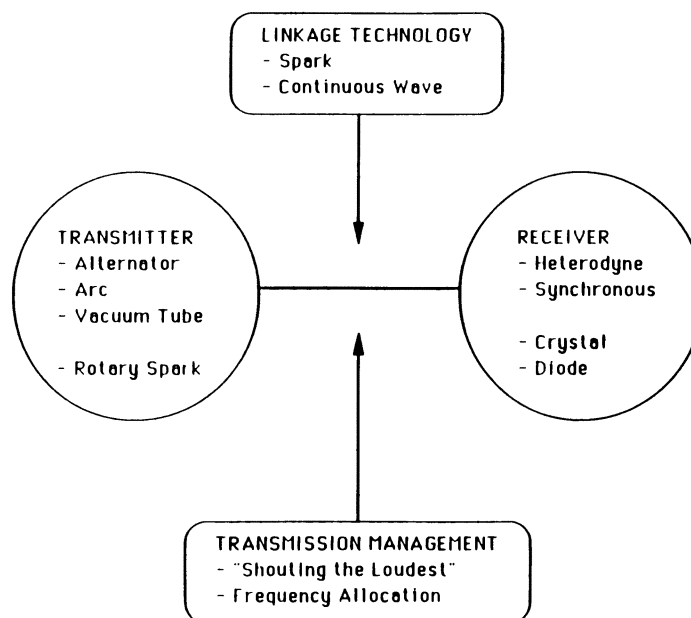 LINKAGE TECHNOLOGY
- Spark
- Continuous Wave
TRANSMITTER
- Alternator
- Arc
- Vacuum Tube
- Rotary Spark
RECEIVER
- Heterodyne
- Synchronous
- Crystal
- Diode
TRANSMISSION MANAGEMENT
- "Shouting the Loudest"
- Frequency Allocation